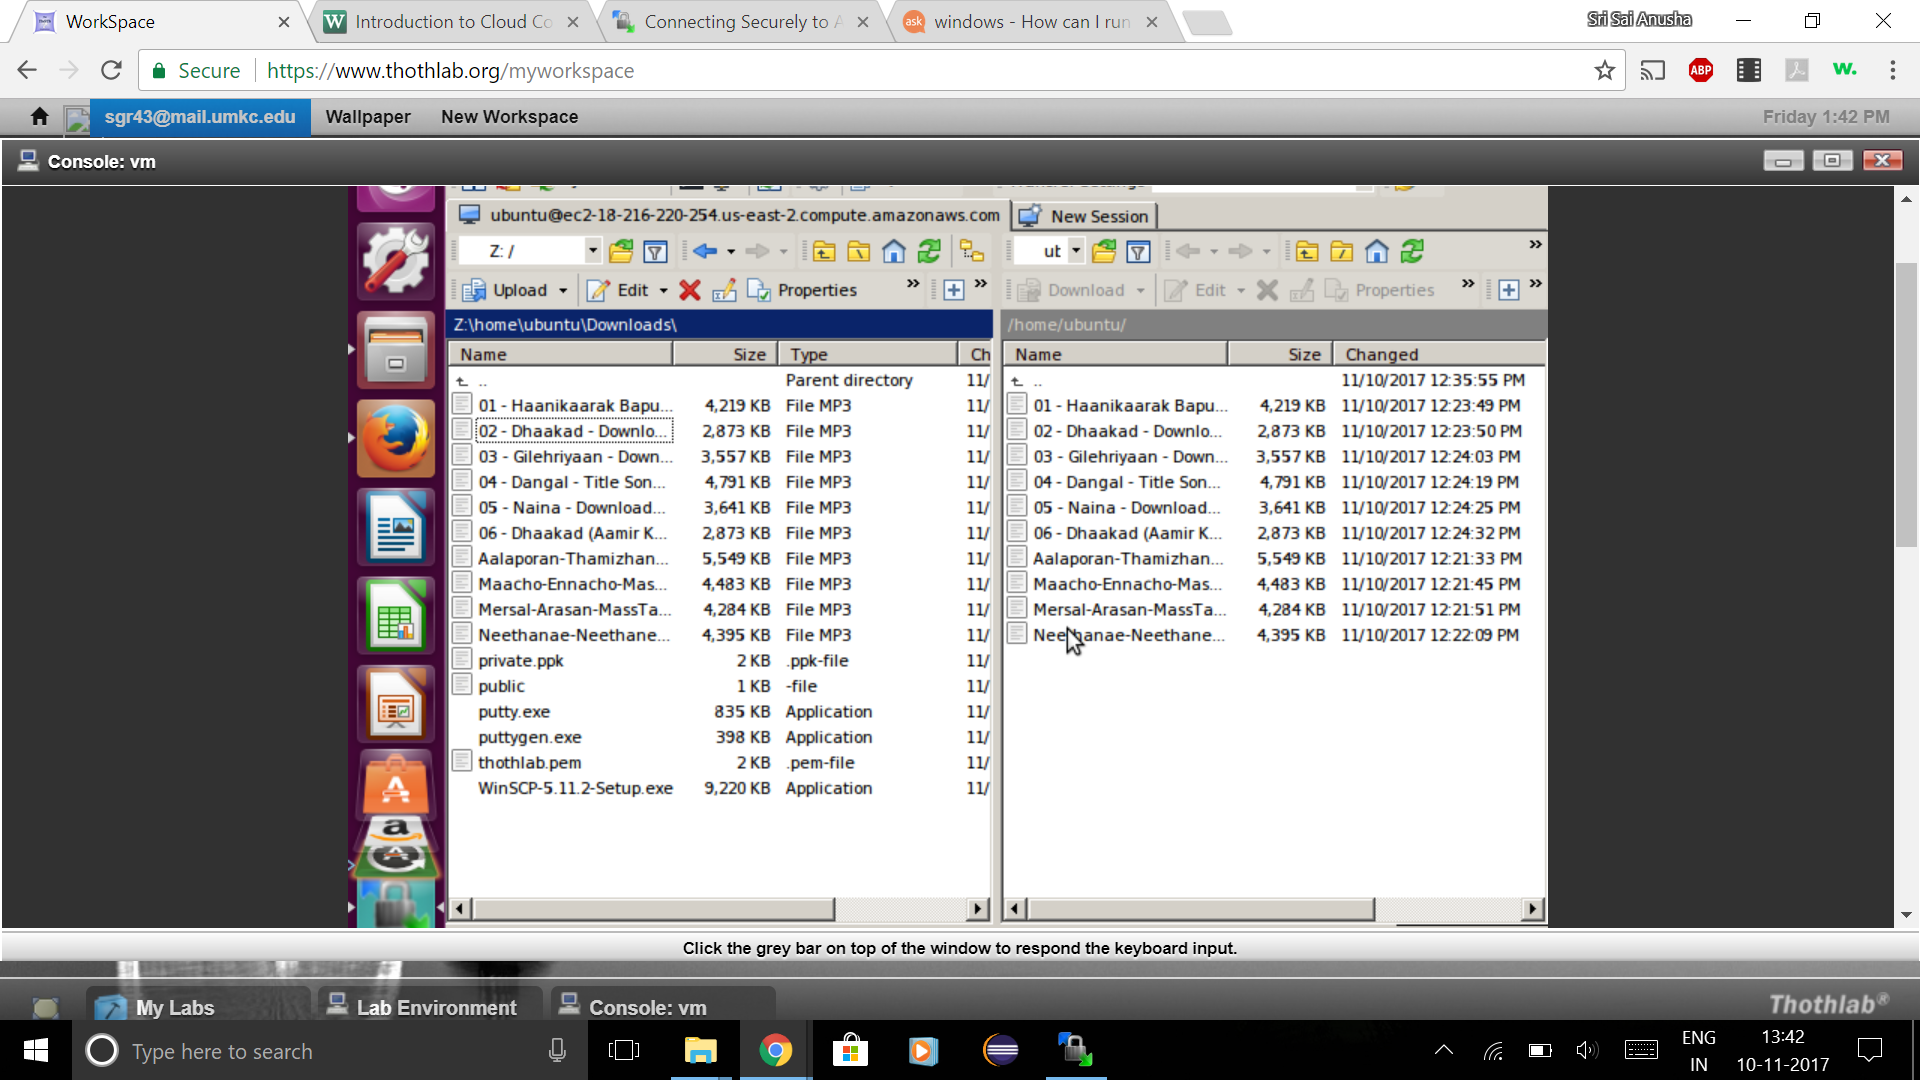 WorkSpace
Introduction to Cloud Co
Connecting Securely to A
ask windows - How can I run
Sri Sai Anusha
Secure https://www.thothlab.org/myworkspace
ABP
w.
sgr43@mail.umkc.edu Wallpaper New Workspace Friday 1:42 PM
Console: vm
ubuntu@ec2-18-216-220-254.us-east-2.compute.amazonaws.com New Session
Z: / ut
Upload Edit Properties » » Download Edit Properties » »
Z:\home\ubuntu\Downloads\ /home/ubuntu/
Name Size Type Ch Name Size Changed
.. Parent directory 11/ .. 11/10/2017 12:35:55 PM
01 - Haanikaarak Bapu... 4,219 KB File MP3 11/ 01 - Haanikaarak Bapu... 4,219 KB 11/10/2017 12:23:49 PM
02 - Dhaakad - Downlo... 2,873 KB File MP3 11/ 02 - Dhaakad - Downlo... 2,873 KB 11/10/2017 12:23:50 PM
03 - Gilehriyaan - Down... 3,557 KB File MP3 11/ 03 - Gilehriyaan - Down... 3,557 KB 11/10/2017 12:24:03 PM
04 - Dangal - Title Son... 4,791 KB File MP3 11/ 04 - Dangal - Title Son... 4,791 KB 11/10/2017 12:24:19 PM
05 - Naina - Download... 3,641 KB File MP3 11/ 05 - Naina - Download... 3,641 KB 11/10/2017 12:24:25 PM
06 - Dhaakad (Aamir K... 2,873 KB File MP3 11/ 06 - Dhaakad (Aamir K... 2,873 KB 11/10/2017 12:24:32 PM
Aalaporan-Thamizhan... 5,549 KB File MP3 11/ Aalaporan-Thamizhan... 5,549 KB 11/10/2017 12:21:33 PM
Maacho-Ennacho-Mas... 4,483 KB File MP3 11/ Maacho-Ennacho-Mas... 4,483 KB 11/10/2017 12:21:45 PM
Mersal-Arasan-MassTa... 4,284 KB File MP3 11/ Mersal-Arasan-MassTa... 4,284 KB 11/10/2017 12:21:51 PM
Neethanae-Neethane... 4,395 KB File MP3 11/ Neethanae-Neethane... 4,395 KB 11/10/2017 12:22:09 PM
private.ppk 2 KB .ppk-file 11/
public 1 KB -file 11/
putty.exe 835 KB Application 11/
puttygen.exe 398 KB Application 11/
thothlab.pem 2 KB .pem-file 11/
WinSCP-5.11.2-Setup.exe 9,220 KB Application 11/
Click the grey bar on top of the window to respond the keyboard input.
My Labs Lab Environment Console: vm Thothlab®
Type here to search
ENG 13:42
IN 10-11-2017